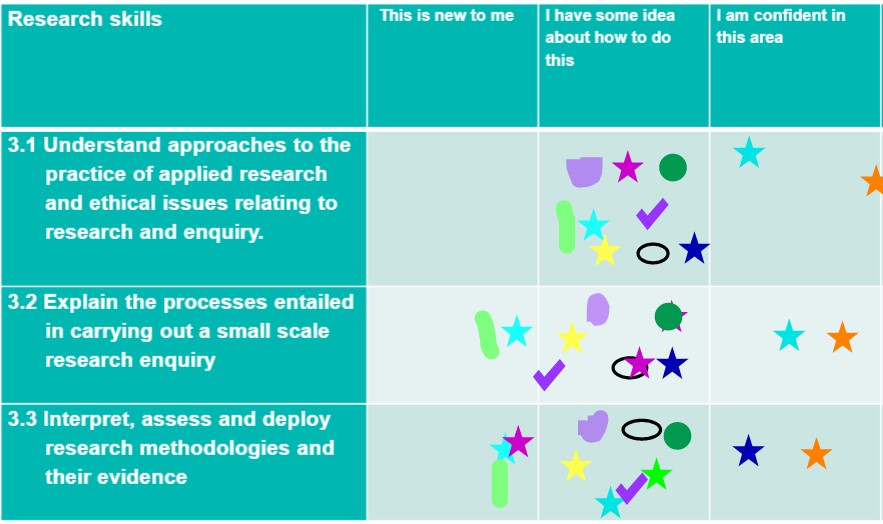 Research skills
This is new to me
I have some idea
about how to do
this
I am confident in
this area
3.1 Understand approaches to the
practice of applied research
and ethical issues relating to
research and enquiry.
3.2 Explain the processes entailed
in carrying out a small scale
research enquiry
3.3 Interpret, assess and deploy
research methodologies and
their evidence